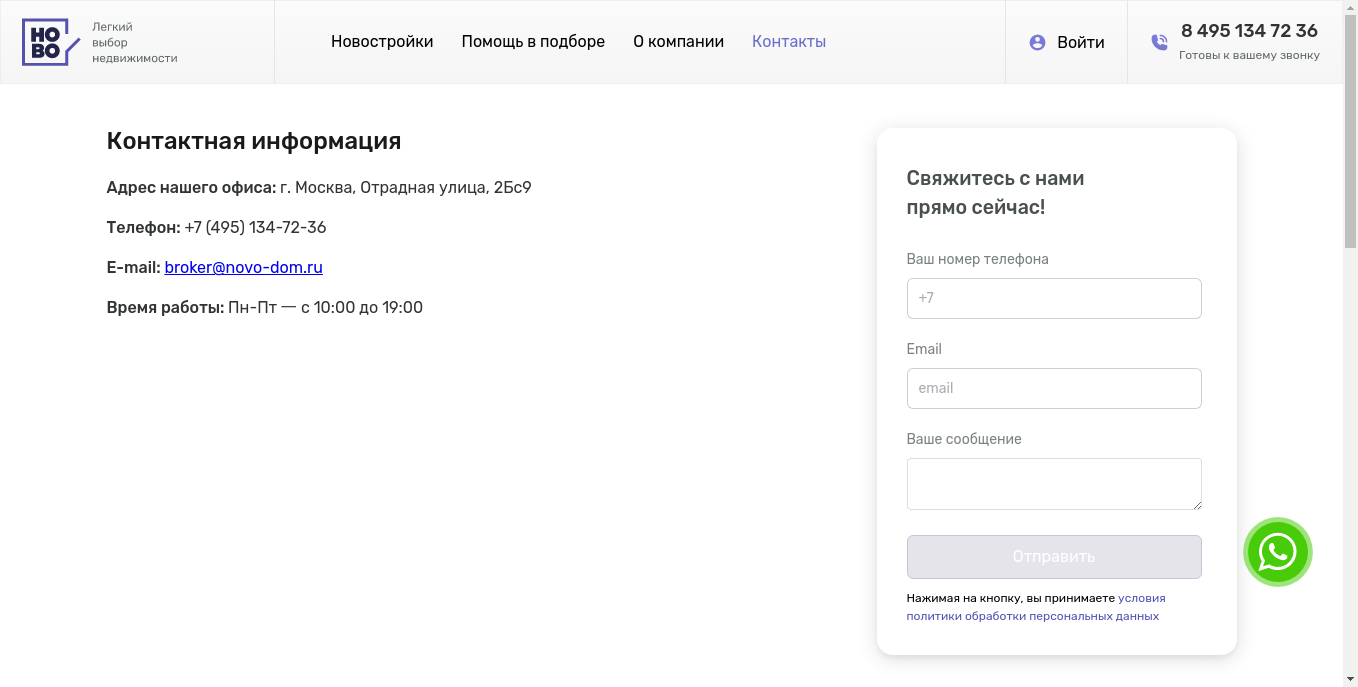 НО
ВО
Легкий
выбор
недвижимости
Новостройки Помощь в подборе О компании Контакты
Войти
8 495 134 72 36
Готовы к вашему звонку
Контактная информация
Адрес нашего офиса: г. Москва, Отрадная улица, 2Бс9
Телефон: +7 (495) 134-72-36
E-mail: broker@novo-dom.ru
Время работы: Пн-Пт — с 10:00 до 19:00
Свяжитесь с нами
прямо сейчас!
Ваш номер телефона
+7
Email
email
Ваше сообщение
Отправить
Нажимая на кнопку, вы принимаете условия
политики обработки персональных данных